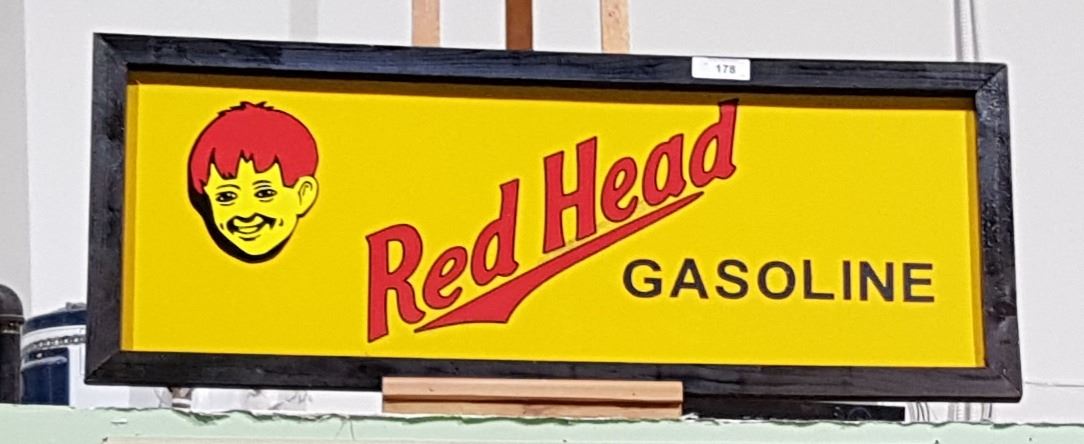 178
Red Head
GASOLINE